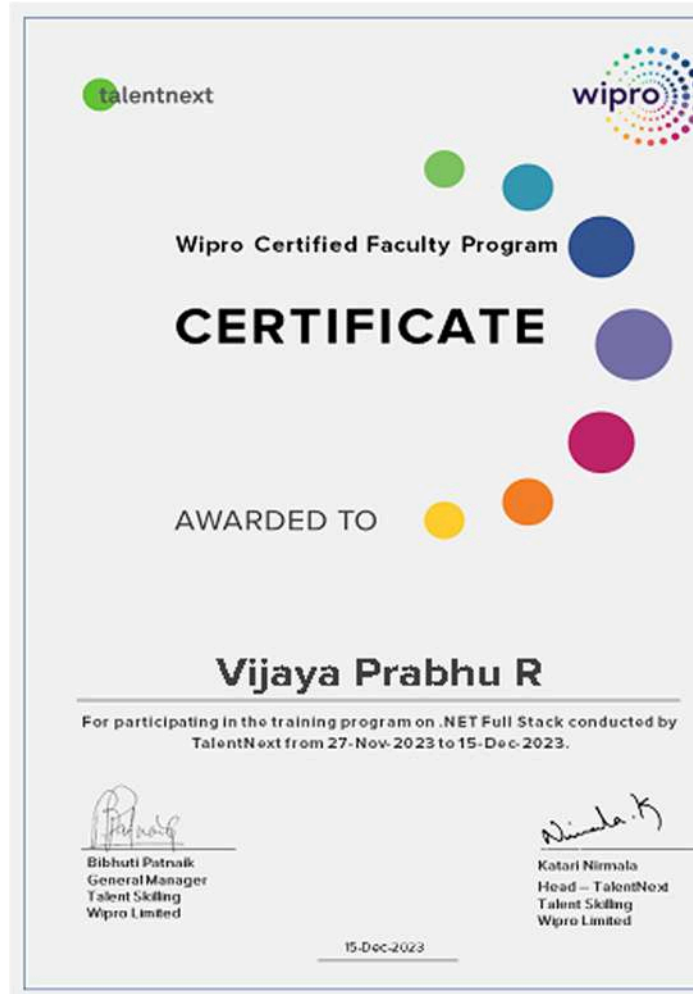 talentnext
wipro
Wipro Certified Faculty Program
CERTIFICATE
AWARDED TO
Vijaya Prabhu R
For participating in the training program on .NET Full Stack conducted by
TalentNext from 27-Nov-2023 to 15-Dec-2023.
P Patnaik
Nirmala.K
Bibhuti Patnaik
General Manager
Talent Skilling
Wipro Limited
Katari Nirmala
Head – TalentNext
Talent Skilling
Wipro Limited
15-Dec-2023